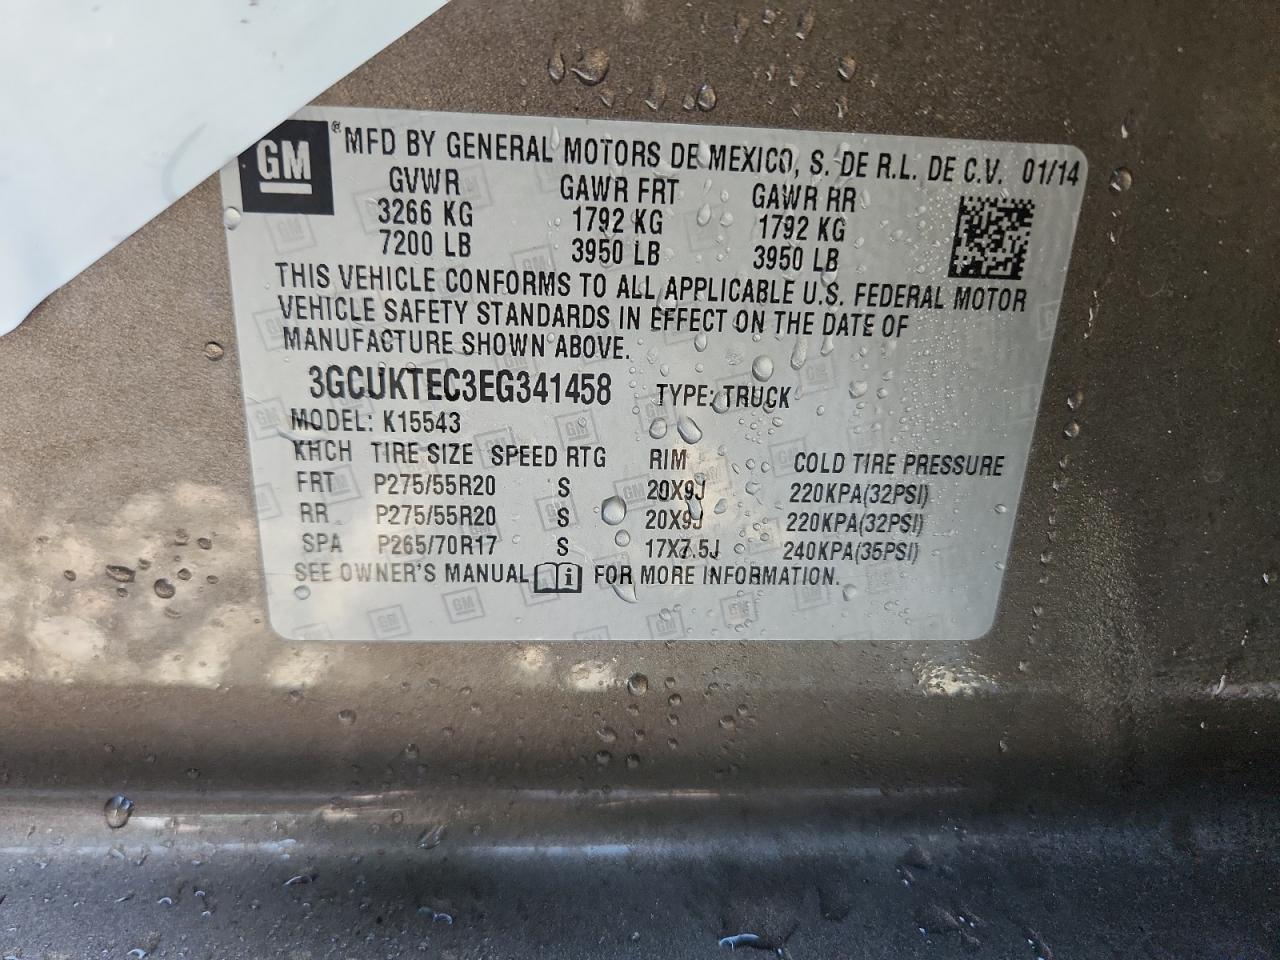 GM
®MFD BY GENERAL MOTORS DE MEXICO, S. DE R.L. DE C.V. 01/14
GVWR GAWR FRT GAWR RR
3266 KG 1792 KG 1792 KG
7200 LB 3950 LB 3950 LB
THIS VEHICLE CONFORMS TO ALL APPLICABLE U.S. FEDERAL MOTOR
VEHICLE SAFETY STANDARDS IN EFFECT ON THE DATE OF
MANUFACTURE SHOWN ABOVE.
3GCUKTEC3EG341458 TYPE: TRUCK
MODEL: K15543
KHCH TIRE SIZE SPEED RTG RIM COLD TIRE PRESSURE
FRT P275/55R20 S 20X9J 220KPA(32PSI)
RR P275/55R20 S 20X9J 220KPA(32PSI)
SPA P265/70R17 S 17X7.5J 240KPA(35PSI)
SEE OWNER'S MANUAL i FOR MORE INFORMATION.